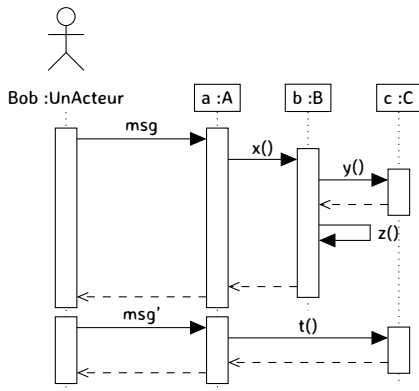 Bob :UnActeur
a :A
b :B
c :C
msg
x()
y()
z()
msg'
t()